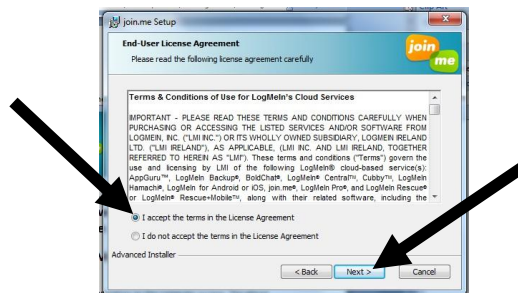 join.me Setup
End-User License Agreement
Please read the following license agreement carefully
join
me
Terms & Conditions of Use for LogMeIn's Cloud Services
IMPORTANT - PLEASE READ THESE TERMS AND CONDITIONS CAREFULLY WHEN
PURCHASING OR ACCESSING THE LISTED SERVICES AND/OR SOFTWARE FROM
LOGMEIN, INC. ("LMI INC.") OR ITS WHOLLY OWNED SUBSIDIARY, LOGMEIN IRELAND
LTD. ("LMI IRELAND"), AS APPLICABLE, (LMI INC. AND LMI IRELAND, TOGETHER
REFERRED TO HEREIN AS "LMI"). These terms and conditions ("Terms") govern the
use and licensing by LMI of the following LogMeIn® cloud-based service(s):
AppGuru™, LogMeIn Backup®, BoldChat®, LogMeIn® Central™, Cubby™, LogMeIn
Hamachi®, LogMeIn for Android or iOS, join.me®, LogMeIn Pro®, and LogMeIn Rescue®
or LogMeIn® Rescue+Mobile™, along with their related software, including the
I accept the terms in the License Agreement
I do not accept the terms in the License Agreement
Advanced Installer
< Back Next > Cancel